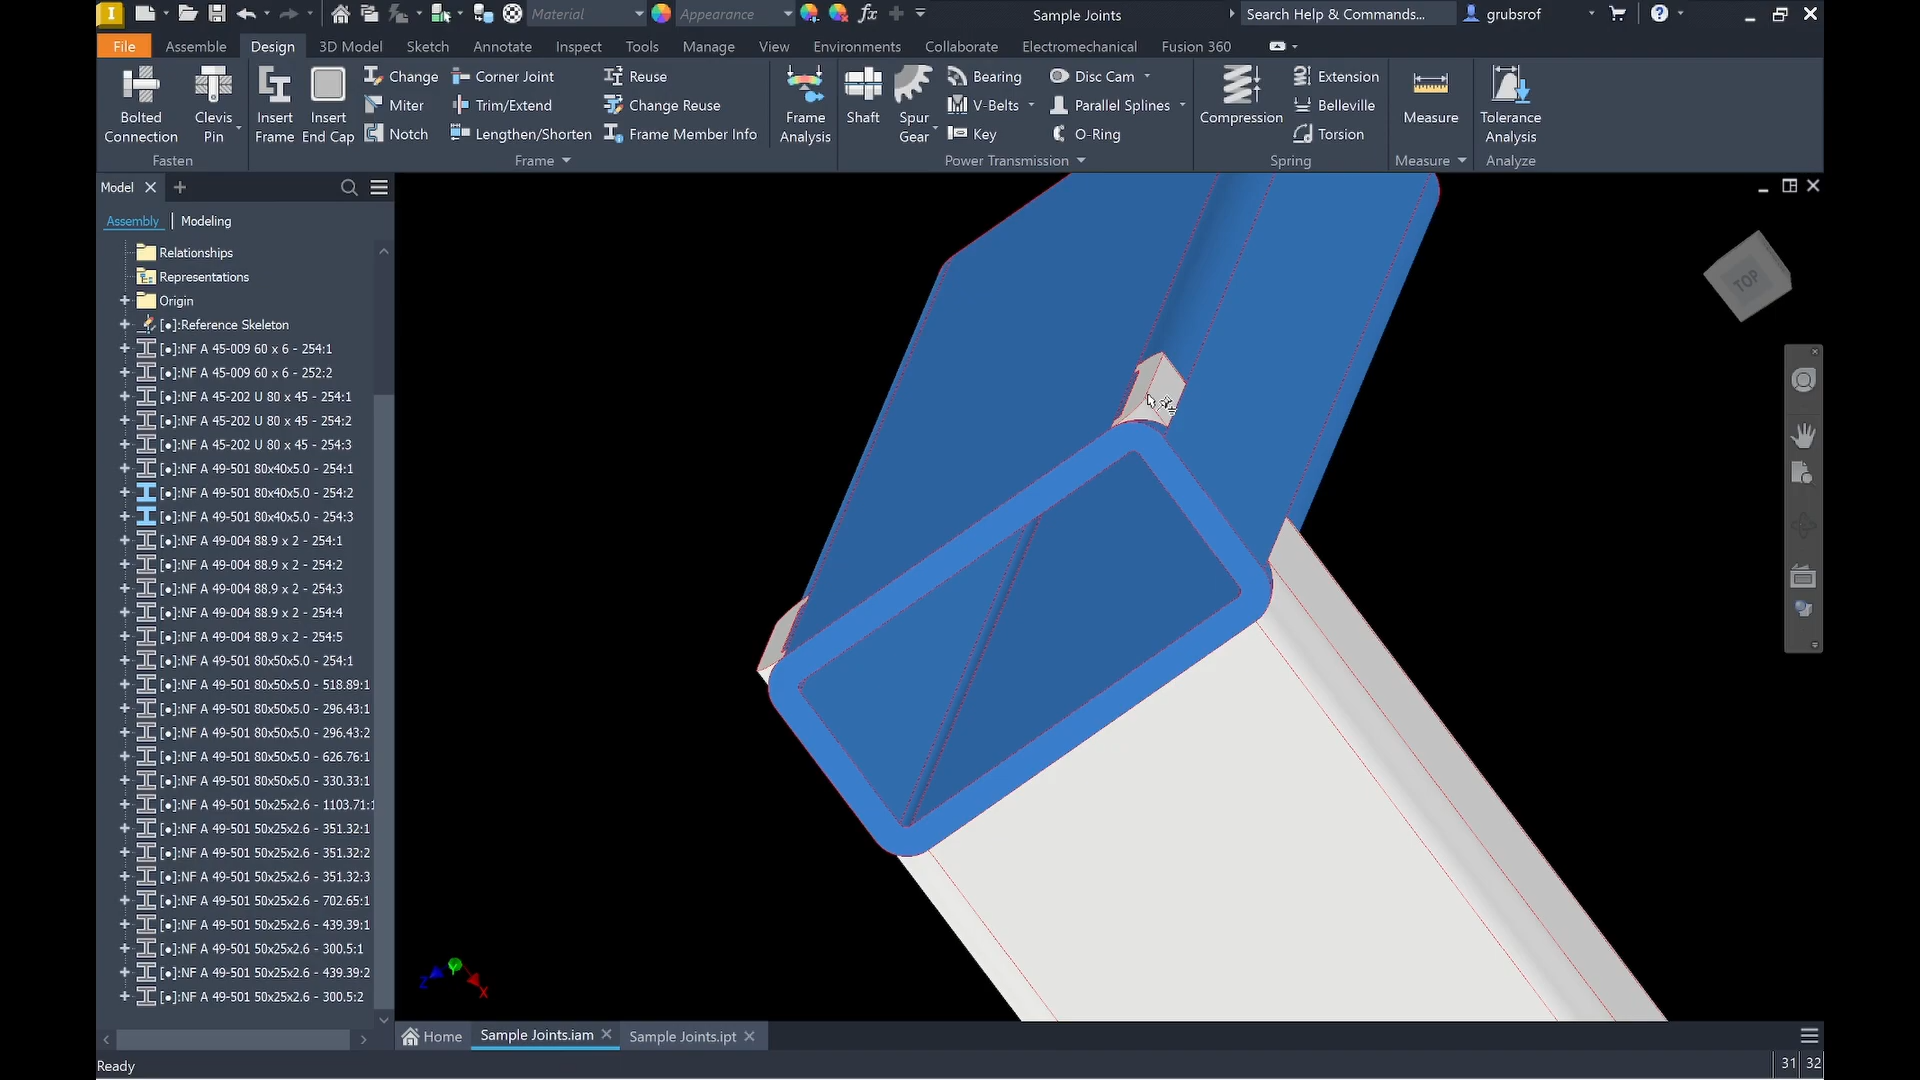 Material
Appearance
fx
Sample Joints
Search Help & Commands...
grubsrof
File
Assemble
Design
3D Model
Sketch
Annotate
Inspect
Tools
Manage
View
Environments
Collaborate
Electromechanical
Fusion 360
Bolted Connection
Clevis Pin
Fasten
Insert Frame
Insert End Cap
Change
Miter
Notch
Corner Joint
Trim/Extend
Lengthen/Shorten
Reuse
Change Reuse
Frame Member Info
Frame
Frame Analysis
Shaft
Spur Gear
Bearing
V-Belts
Key
Disc Cam
Parallel Splines
O-Ring
Power Transmission
Compression
Extension
Belleville
Torsion
Spring
Measure
Measure
Tolerance Analysis
Analyze
Model
Assembly | Modeling
Relationships
Representations
Origin
[●]:Reference Skeleton
[●]:NF A 45-009 60 x 6 - 254:1
[●]:NF A 45-009 60 x 6 - 252:2
[●]:NF A 45-202 U 80 x 45 - 254:1
[●]:NF A 45-202 U 80 x 45 - 254:2
[●]:NF A 45-202 U 80 x 45 - 254:3
[●]:NF A 49-501 80x40x5.0 - 254:1
[●]:NF A 49-501 80x40x5.0 - 254:2
[●]:NF A 49-501 80x40x5.0 - 254:3
[●]:NF A 49-004 88.9 x 2 - 254:1
[●]:NF A 49-004 88.9 x 2 - 254:2
[●]:NF A 49-004 88.9 x 2 - 254:3
[●]:NF A 49-004 88.9 x 2 - 254:4
[●]:NF A 49-004 88.9 x 2 - 254:5
[●]:NF A 49-501 80x50x5.0 - 254:1
[●]:NF A 49-501 80x50x5.0 - 518.89:1
[●]:NF A 49-501 80x50x5.0 - 296.43:1
[●]:NF A 49-501 80x50x5.0 - 296.43:2
[●]:NF A 49-501 80x50x5.0 - 626.76:1
[●]:NF A 49-501 80x50x5.0 - 330.33:1
[●]:NF A 49-501 50x25x2.6 - 1103.71:1
[●]:NF A 49-501 50x25x2.6 - 351.32:1
[●]:NF A 49-501 50x25x2.6 - 351.32:2
[●]:NF A 49-501 50x25x2.6 - 351.32:3
[●]:NF A 49-501 50x25x2.6 - 702.65:1
[●]:NF A 49-501 50x25x2.6 - 439.39:1
[●]:NF A 49-501 50x25x2.6 - 300.5:1
[●]:NF A 49-501 50x25x2.6 - 439.39:2
[●]:NF A 49-501 50x25x2.6 - 300.5:2
TOP
Z
X
Home
Sample Joints.iam
Sample Joints.ipt
Ready
31 32